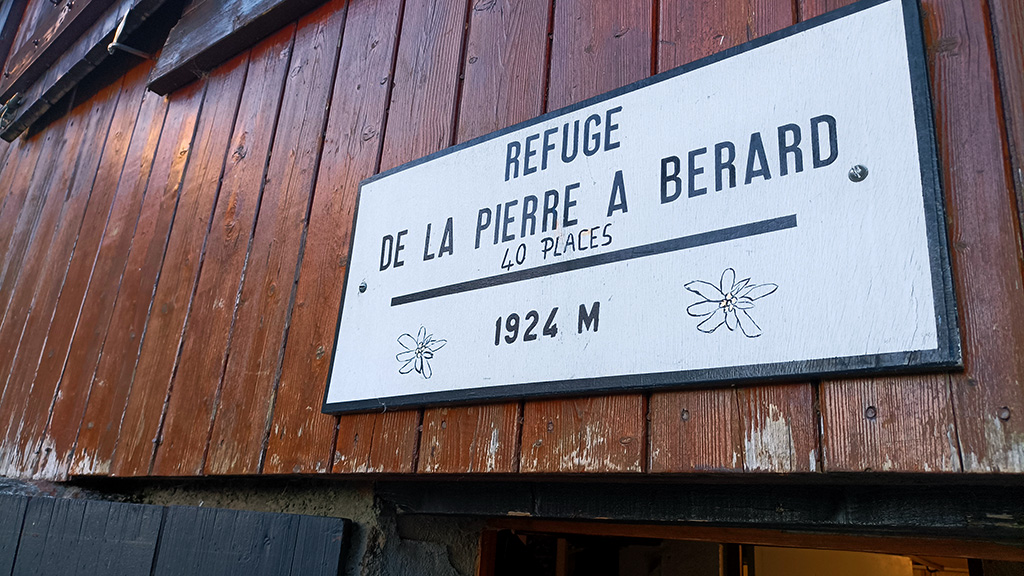 REFUGE
DE LA PIERRE A BERARD
40 PLACES
1924 M